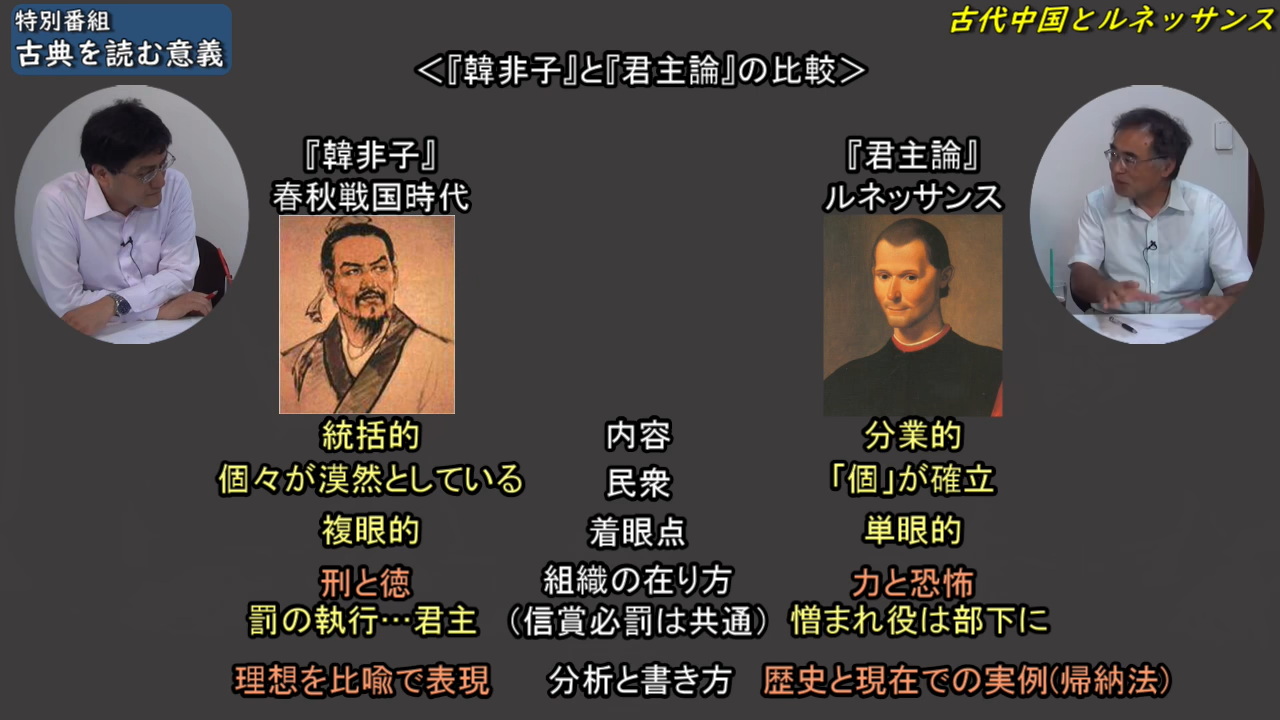 特別番組
古典を読む意義
古代中国とルネッサンス
＜『韓非子』と『君主論』の比較＞
『韓非子』
春秋戦国時代
『君主論』
ルネッサンス
統括的 内容 分業的
個々が漠然としている 民衆 「個」が確立
複眼的 着眼点 単眼的
刑と徳 組織の在り方 力と恐怖
罰の執行…君主 （信賞必罰は共通） 憎まれ役は部下に
理想を比喩で表現 分析と書き方 歴史と現在での実例(帰納法)